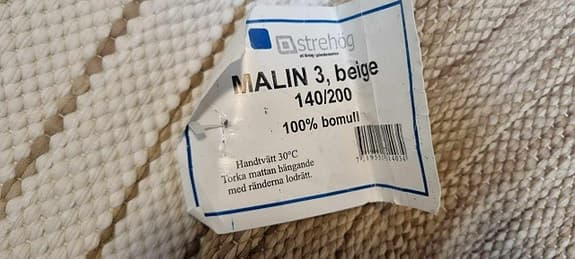 strehög
MALIN 3, beige
140/200
100% bomull
Handtvätt 30°C
Torka mattan hängande
med ränderna lodrätt.